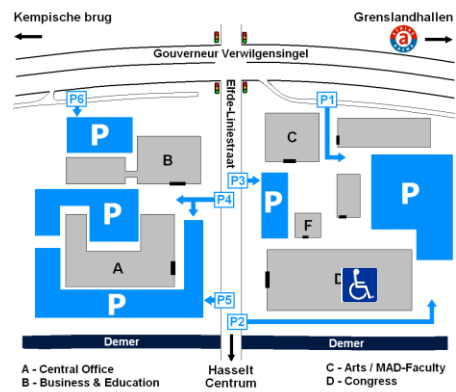 Kempische brug
Grenslandhallen
a
Gouverneur Verwilgensingel
Elfde-Liniestraat
P6
P1
P
B
C
P3
P4
P
P
P
F
A
D
P
P5
P2
Demer
Demer
A - Central Office
B - Business & Education
Hasselt
Centrum
C - Arts / MAD-Faculty
D - Congress